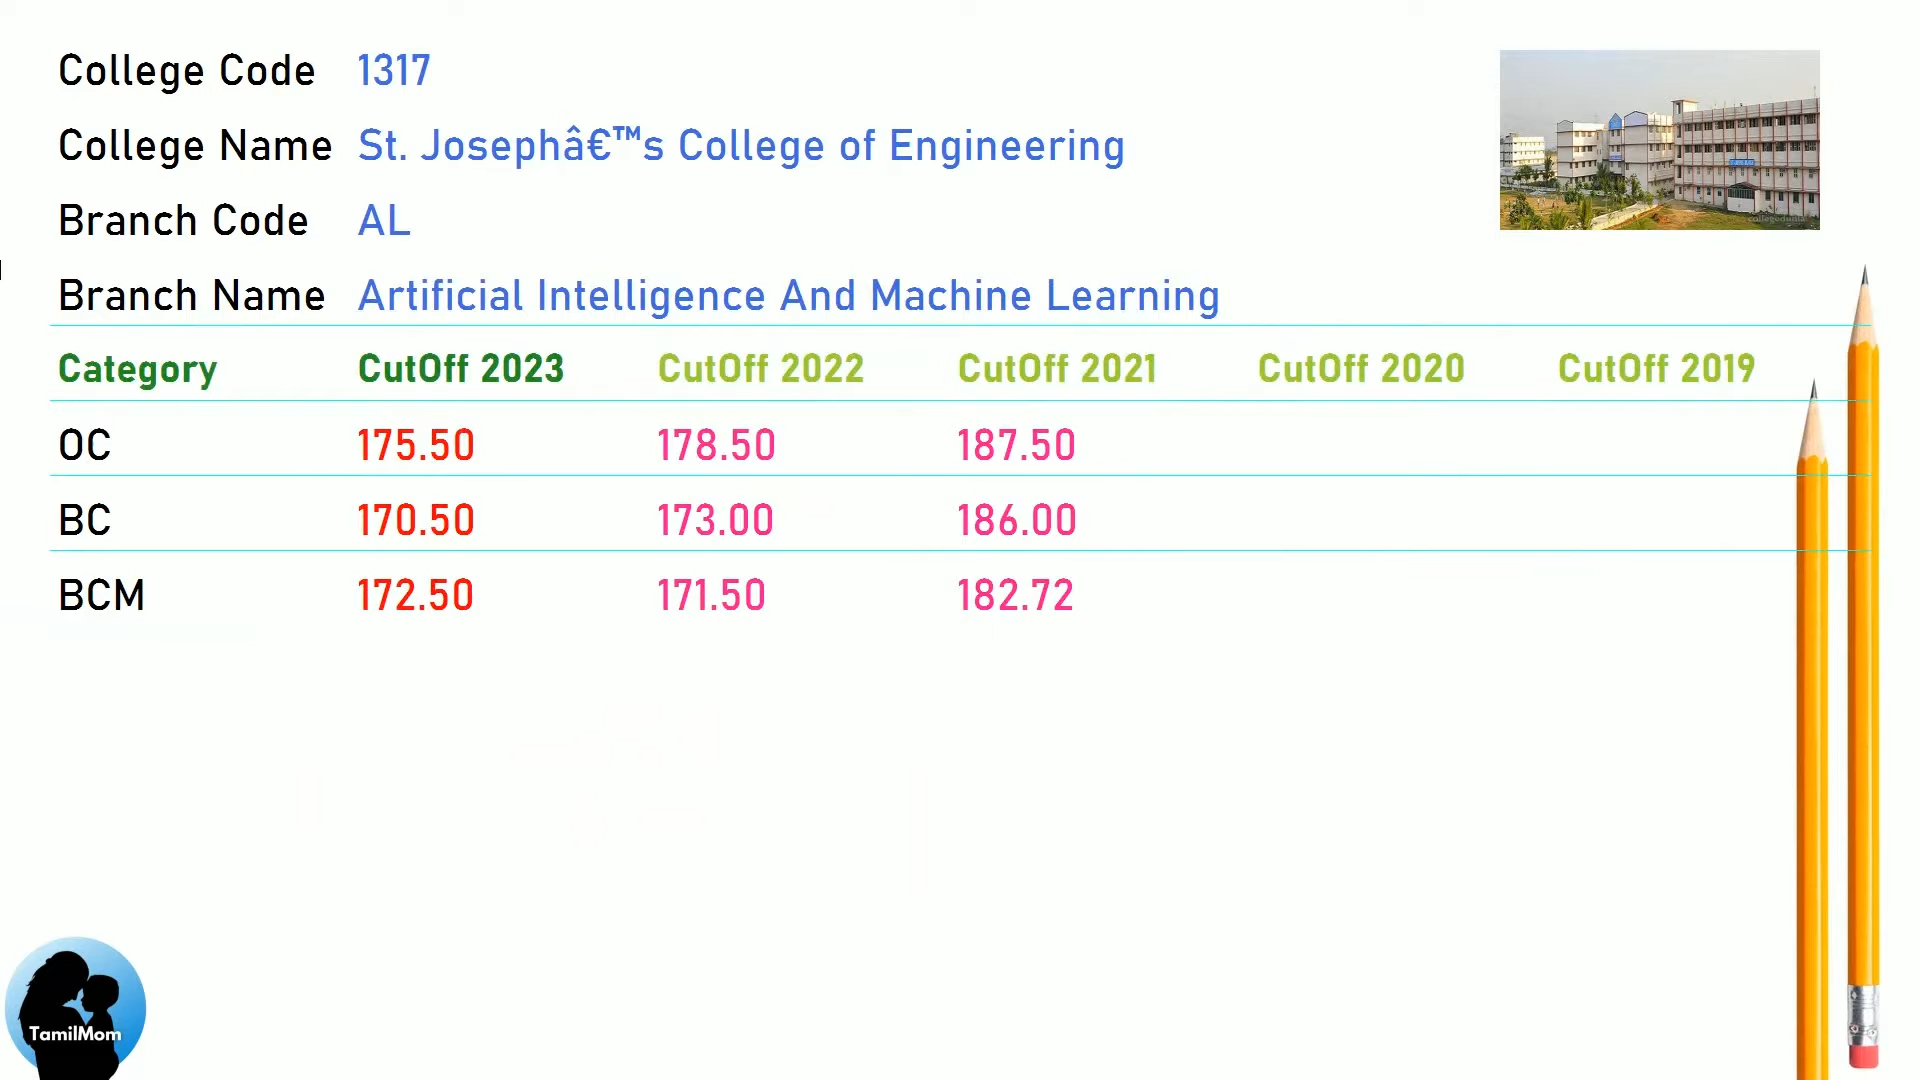 College Code 1317
College Name St. Josephâ€™s College of Engineering
Branch Code AL
Branch Name Artificial Intelligence And Machine Learning
Category CutOff 2023 CutOff 2022 CutOff 2021 CutOff 2020 CutOff 2019
OC 175.50 178.50 187.50
BC 170.50 173.00 186.00
BCM 172.50 171.50 182.72
TamilMom